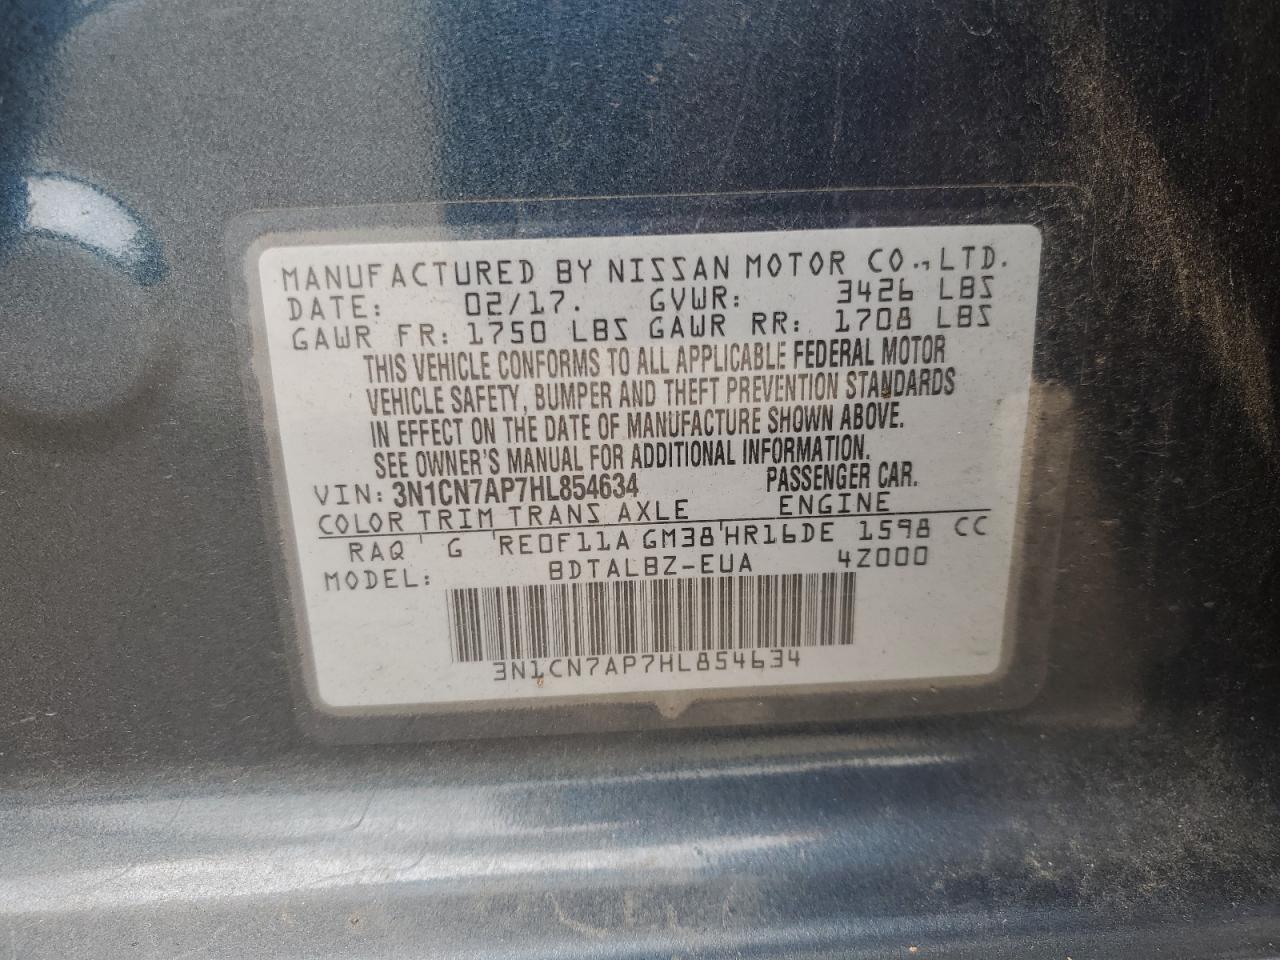 MANUFACTURED BY NISSAN MOTOR CO., LTD.
DATE: 02/17. GVWR: 3426 LBS
GAWR FR: 1750 LBS GAWR RR: 1708 LBS
THIS VEHICLE CONFORMS TO ALL APPLICABLE FEDERAL MOTOR
VEHICLE SAFETY, BUMPER AND THEFT PREVENTION STANDARDS
IN EFFECT ON THE DATE OF MANUFACTURE SHOWN ABOVE.
SEE OWNER'S MANUAL FOR ADDITIONAL INFORMATION.
VIN: 3N1CN7AP7HL854634 PASSENGER CAR.
COLOR TRIM TRANS AXLE ENGINE
RAQ G RE0F11A GM38 HR16DE 1598 CC
MODEL: BDTALBZ-EUA 4Z000
3N1CN7AP7HL854634